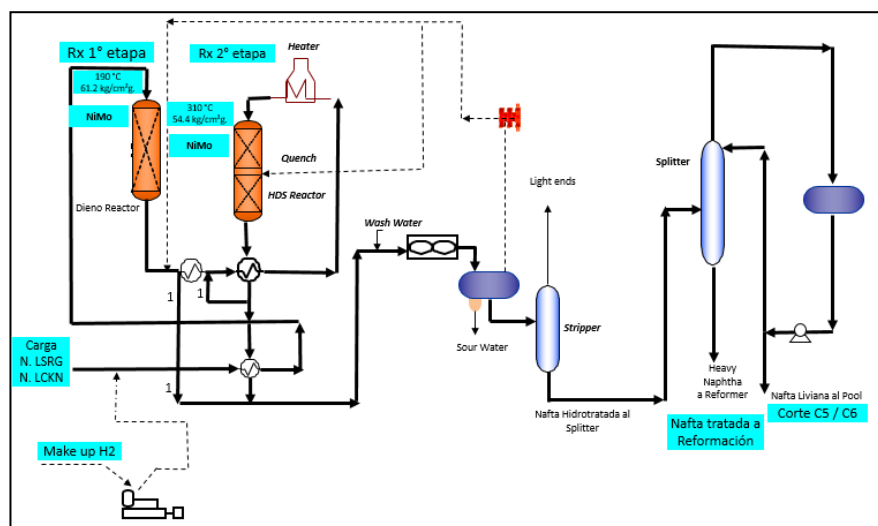 Rx 1° etapa
Rx 2° etapa
Heater
190 °C
61.2 kg/cm²g.
NiMo
310 °C
54.4 kg/cm²g.
NiMo
Quench
HDS Reactor
Dieno Reactor
Light ends
Splitter
Wash Water
1
1
Sour Water
Stripper
Carga
N. LSRG
N. LCKN
1
Heavy
Naphtha
a Reformer
Nafta Liviana al Pool
Corte C5 / C6
Nafta Hidrotratada al
Splitter
Nafta tratada a
Reformación
Make up H2